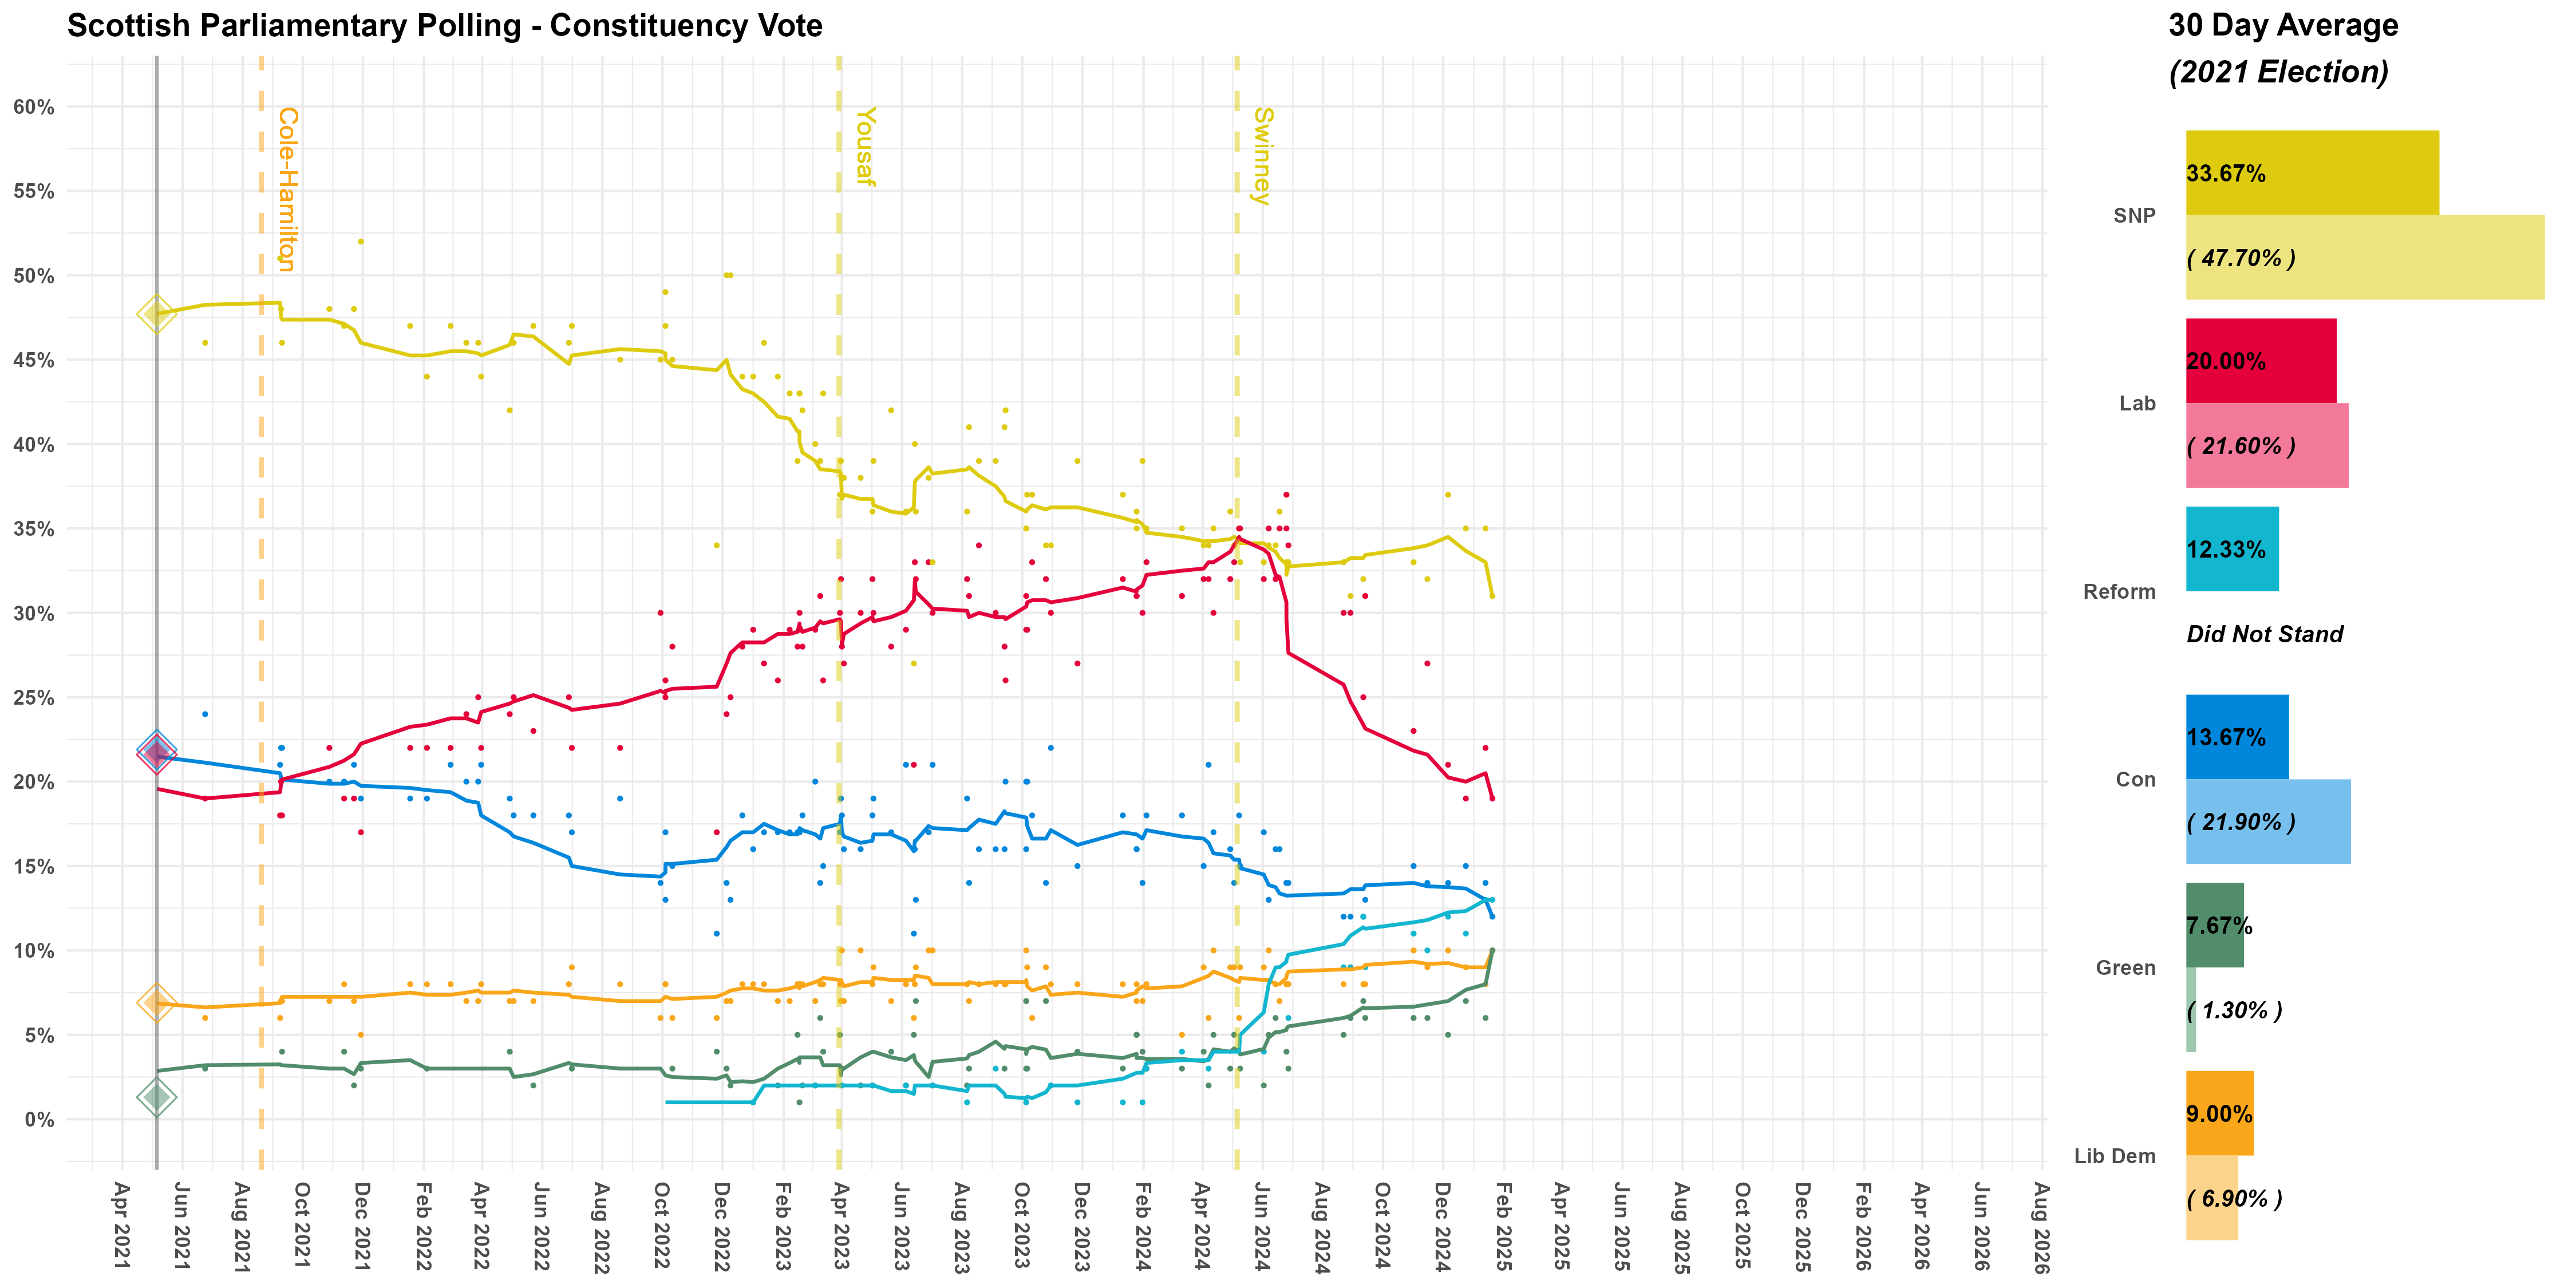 Scottish Parliamentary Polling - Constituency Vote
30 Day Average
(2021 Election)
60%
55%
50%
45%
40%
35%
30%
25%
20%
15%
10%
5%
0%
Cole-Hamilton
Yousaf
Swinney
Apr 2021
Jun 2021
Aug 2021
Oct 2021
Dec 2021
Feb 2022
Apr 2022
Jun 2022
Aug 2022
Oct 2022
Dec 2022
Feb 2023
Apr 2023
Jun 2023
Aug 2023
Oct 2023
Dec 2023
Feb 2024
Apr 2024
Jun 2024
Aug 2024
Oct 2024
Dec 2024
Feb 2025
Apr 2025
Jun 2025
Aug 2025
Oct 2025
Dec 2025
Feb 2026
Apr 2026
Jun 2026
Aug 2026
SNP
33.67%
( 47.70% )
Lab
20.00%
( 21.60% )
Reform
12.33%
Did Not Stand
Con
13.67%
( 21.90% )
Green
7.67%
( 1.30% )
Lib Dem
9.00%
( 6.90% )